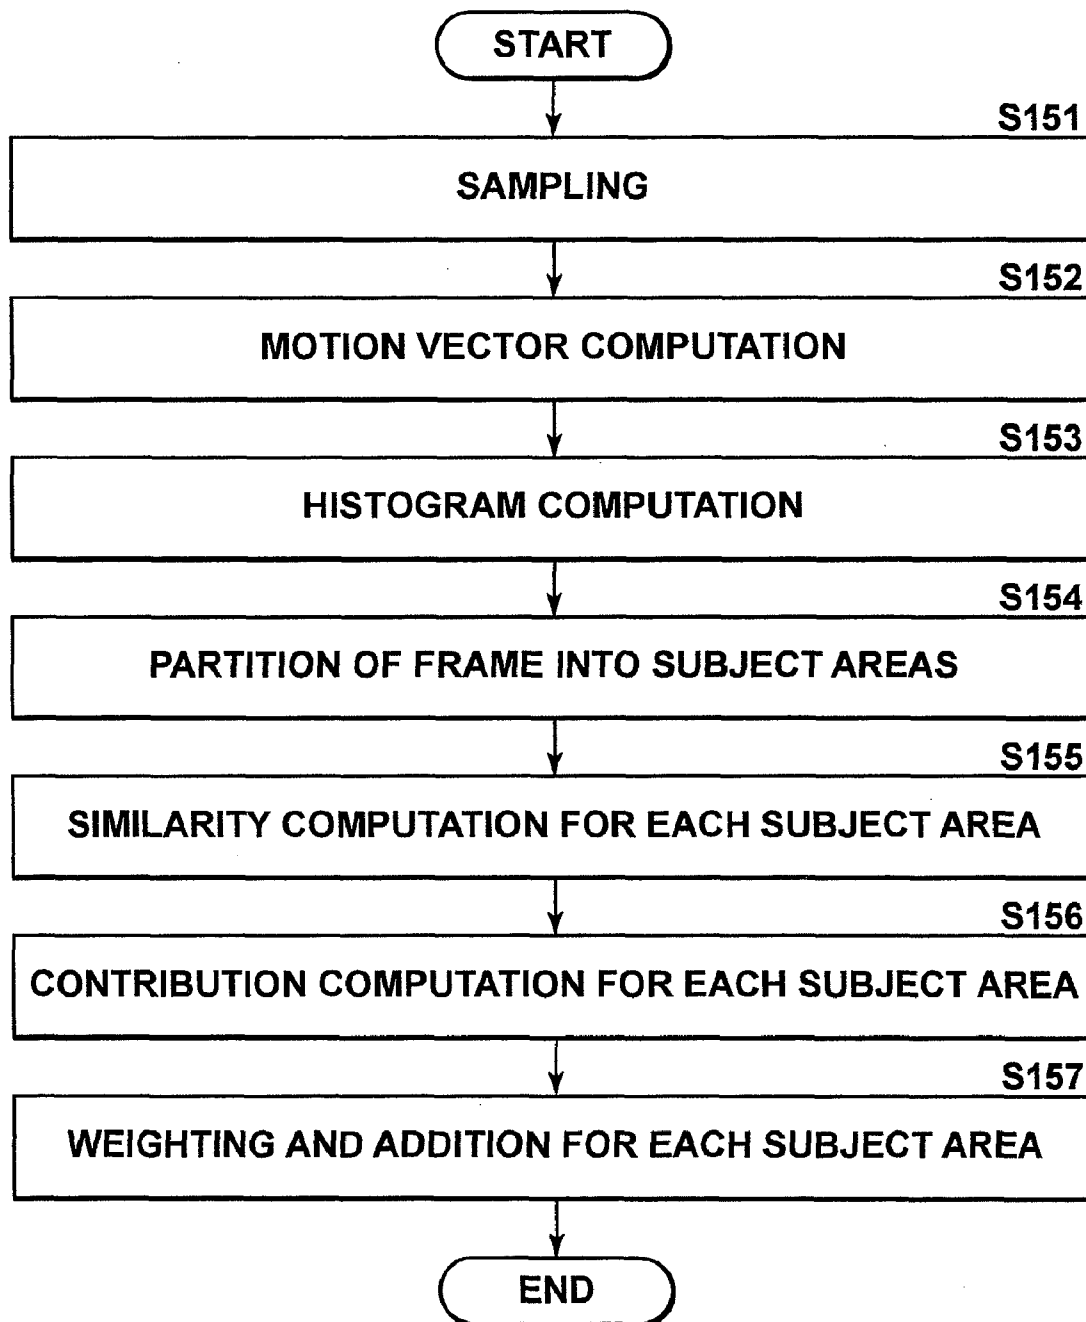 START
S151
SAMPLING
S152
MOTION VECTOR COMPUTATION
S153
HISTOGRAM COMPUTATION
S154
PARTITION OF FRAME INTO SUBJECT AREAS
S155
SIMILARITY COMPUTATION FOR EACH SUBJECT AREA
S156
CONTRIBUTION COMPUTATION FOR EACH SUBJECT AREA
S157
WEIGHTING AND ADDITION FOR EACH SUBJECT AREA
END